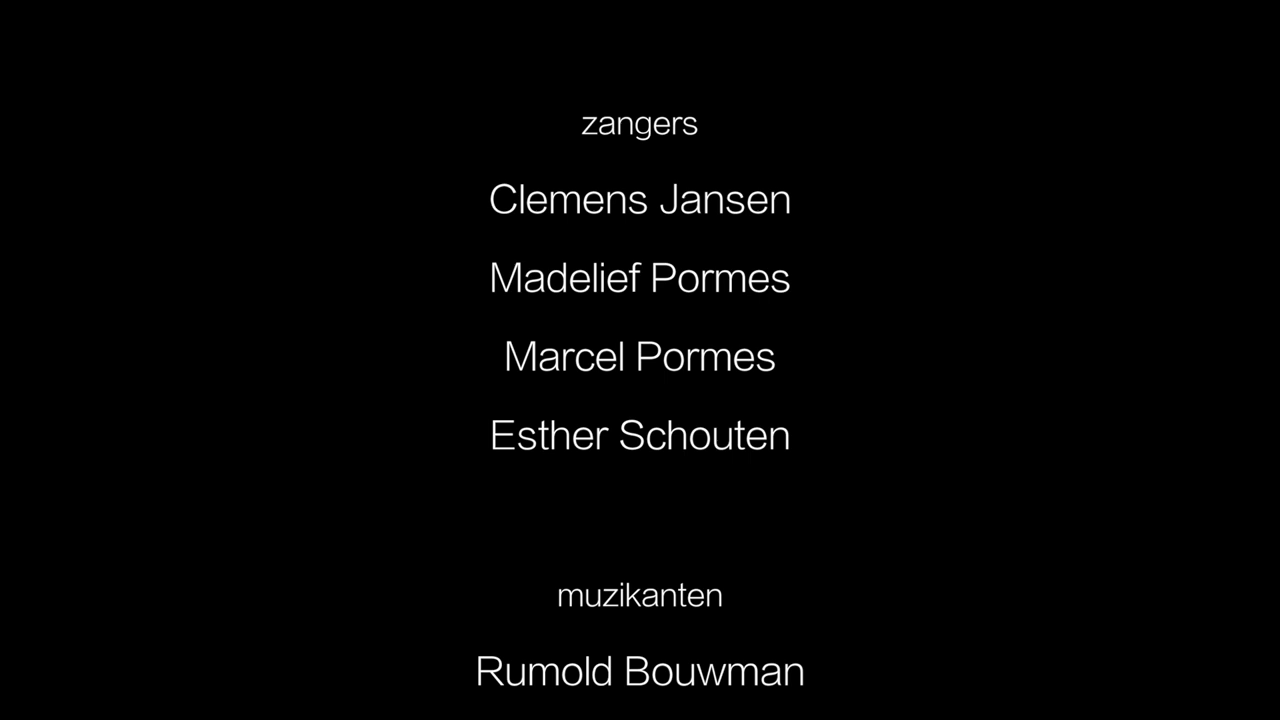 zangers
Clemens Jansen
Madelief Pormes
Marcel Pormes
Esther Schouten
muzikanten
Rumold Bouwman